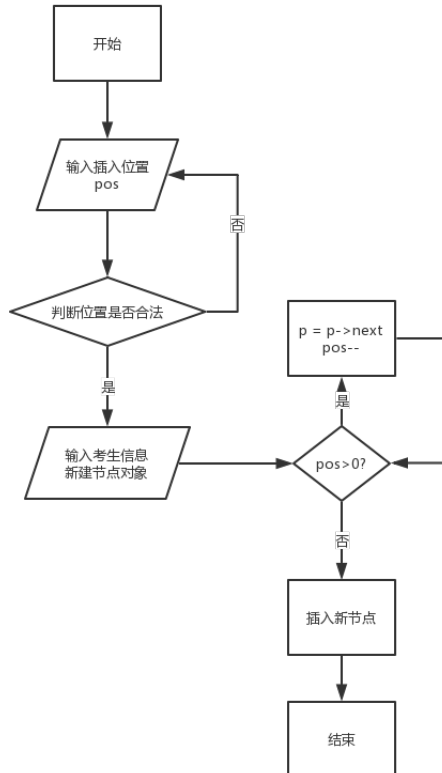 开始
输入插入位置
pos
否
判断位置是否合法
是
输入考生信息
新建节点对象
p = p->next
pos--
是
pos>0?
否
插入新节点
结束